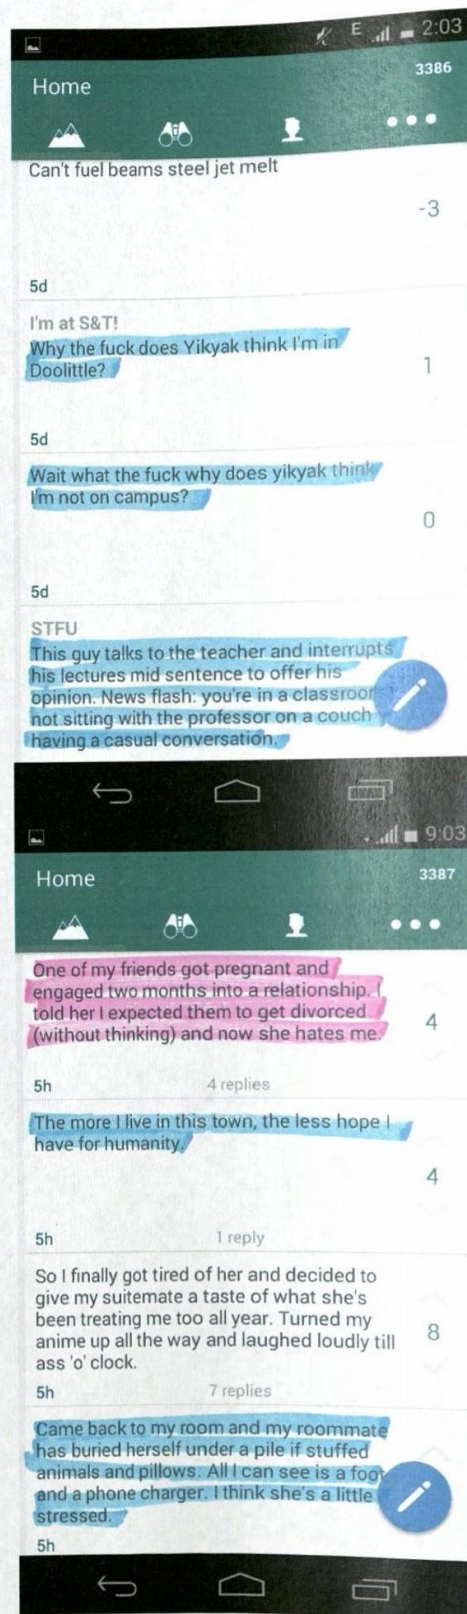 E 2:03
Home 3386
Can't fuel beams steel jet melt
-3
5d
I'm at S&T!
Why the fuck does Yikyak think I'm in
Doolittle?
1
5d
Wait what the fuck why does yikyak think
I'm not on campus?
0
5d
STFU
This guy talks to the teacher and interrupts
his lectures mid sentence to offer his
opinion. News flash: you're in a classroom
not sitting with the professor on a couch
having a casual conversation.
9:03
Home 3387
One of my friends got pregnant and
engaged two months into a relationship. I
told her I expected them to get divorced
(without thinking) and now she hates me.
4
5h 4 replies
The more I live in this town, the less hope I
have for humanity.
4
5h 1 reply
So I finally got tired of her and decided to
give my suitemate a taste of what she's
been treating me too all year. Turned my
anime up all the way and laughed loudly till
ass 'o' clock.
8
5h 7 replies
Came back to my room and my roommate
has buried herself under a pile if stuffed
animals and pillows. All I can see is a foot
and a phone charger. I think she's a little
stressed.
5h